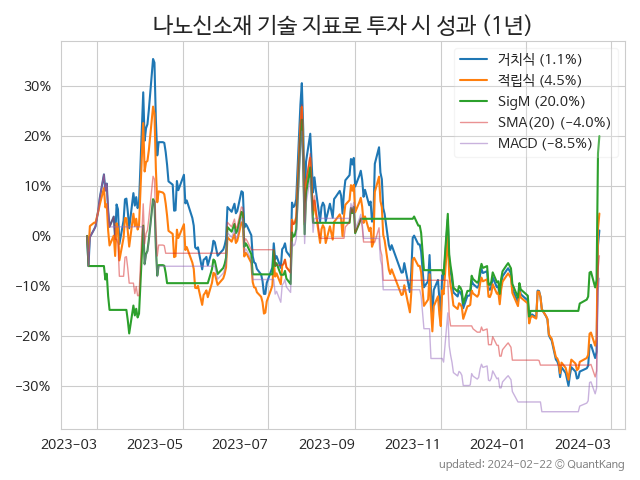 나노신소재 기술 지표로 투자 시 성과 (1년)
거치식 (1.1%)
적립식 (4.5%)
SigM (20.0%)
SMA(20) (−4.0%)
MACD (−8.5%)
30%
20%
10%
0%
−10%
−20%
−30%
2023-03 2023-05 2023-07 2023-09 2023-11 2024-01 2024-03
updated: 2024-02-22 ⓒ QuantKang